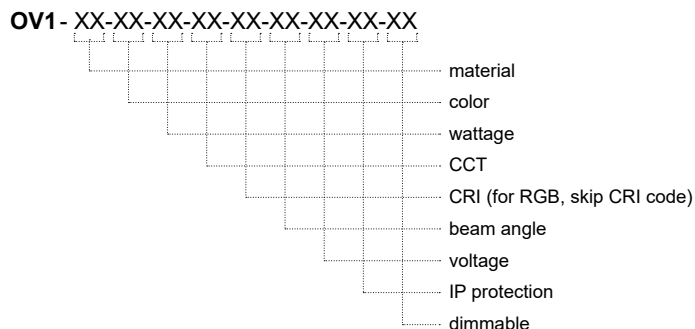 OV1- XX-XX-XX-XX-XX-XX-XX-XX-XX
material
color
wattage
CCT
CRI (for RGB, skip CRI code)
beam angle
voltage
IP protection
dimmable